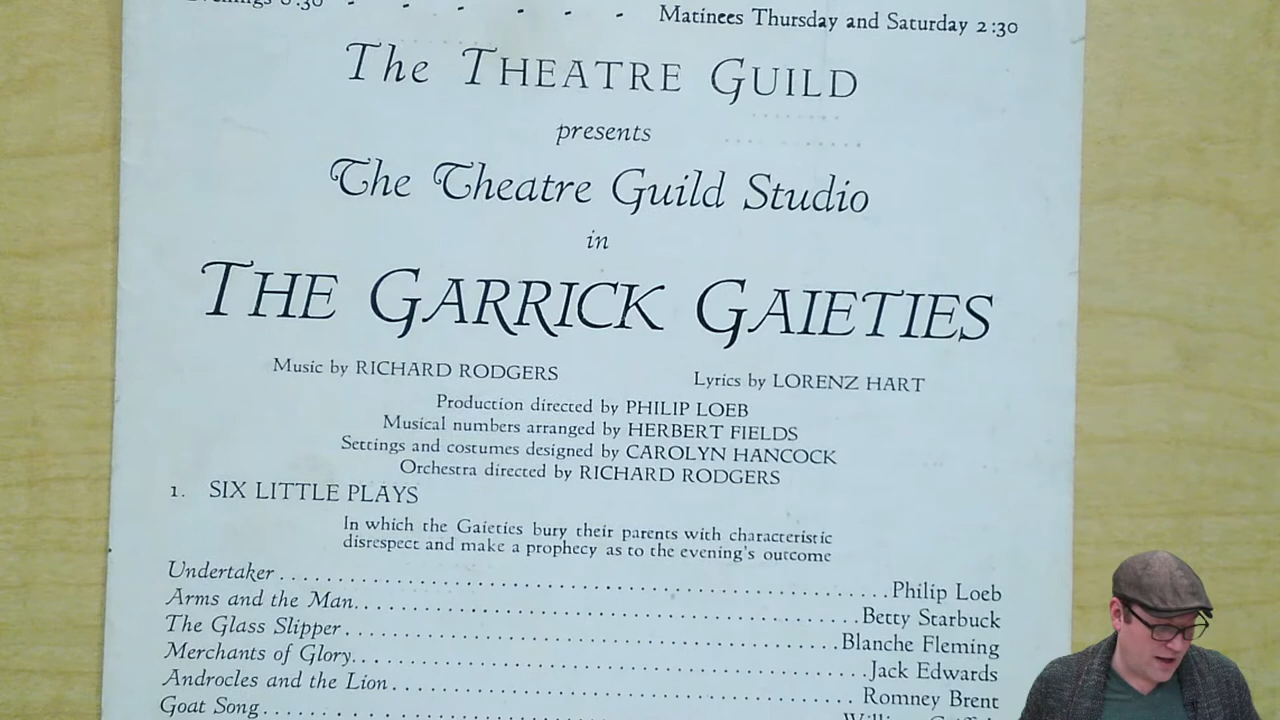 Evenings 8:30 - - - - - - Matinees Thursday and Saturday 2:30
The THEATRE GUILD
presents
The Theatre Guild Studio
in
THE GARRICK GAIETIES
Music by RICHARD RODGERS Lyrics by LORENZ HART
Production directed by PHILIP LOEB
Musical numbers arranged by HERBERT FIELDS
Settings and costumes designed by CAROLYN HANCOCK
Orchestra directed by RICHARD RODGERS
1. SIX LITTLE PLAYS
In which the Gaieties bury their parents with characteristic
disrespect and make a prophecy as to the evening's outcome
Undertaker . . . . . . . . . . Philip Loeb
Arms and the Man. . . . . . . . . . Betty Starbuck
The Glass Slipper . . . . . . . . . . Blanche Fleming
Merchants of Glory. . . . . . . . . . Jack Edwards
Androcles and the Lion . . . . . . . . . . Romney Brent
Goat Song . . . . . . . . . .